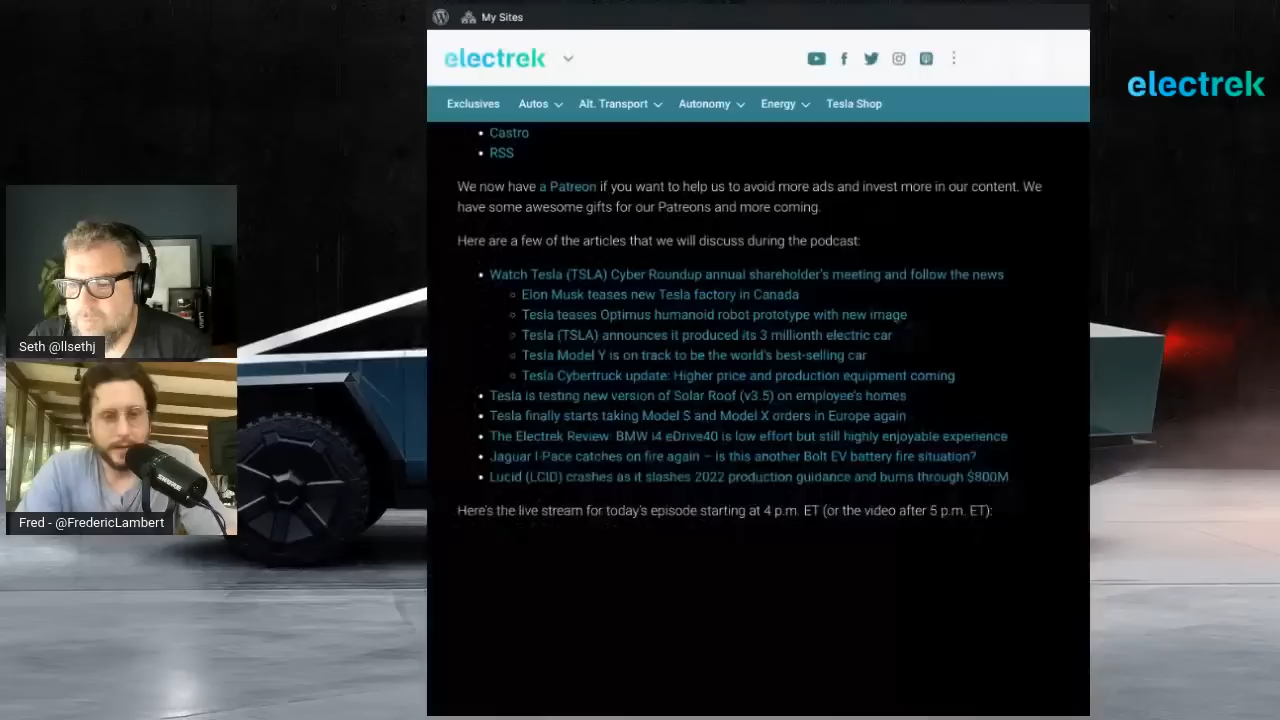 My Sites
electrek
electrek
Exclusives Autos Alt. Transport Autonomy Energy Tesla Shop
Castro
RSS
We now have a Patreon if you want to help us to avoid more ads and invest more in our content. We
have some awesome gifts for our Patreons and more coming.
Here are a few of the articles that we will discuss during the podcast:
Watch Tesla (TSLA) Cyber Roundup annual shareholder's meeting and follow the news
Elon Musk teases new Tesla factory in Canada
Tesla teases Optimus humanoid robot prototype with new image
Tesla (TSLA) announces it produced its 3 millionth electric car
Tesla Model Y is on track to be the world's best-selling car
Tesla Cybertruck update: Higher price and production equipment coming
Tesla is testing new version of Solar Roof (v3.5) on employee's homes
Tesla finally starts taking Model S and Model X orders in Europe again
The Electrek Review: BMW i4 eDrive40 is low effort but still highly enjoyable experience
Jaguar I-Pace catches on fire again – is this another Bolt EV battery fire situation?
Lucid (LCID) crashes as it slashes 2022 production guidance and burns through $800M
Here's the live stream for today's episode starting at 4 p.m. ET (or the video after 5 p.m. ET):
Seth @llsethj
Fred - @FredericLambert
SHURE